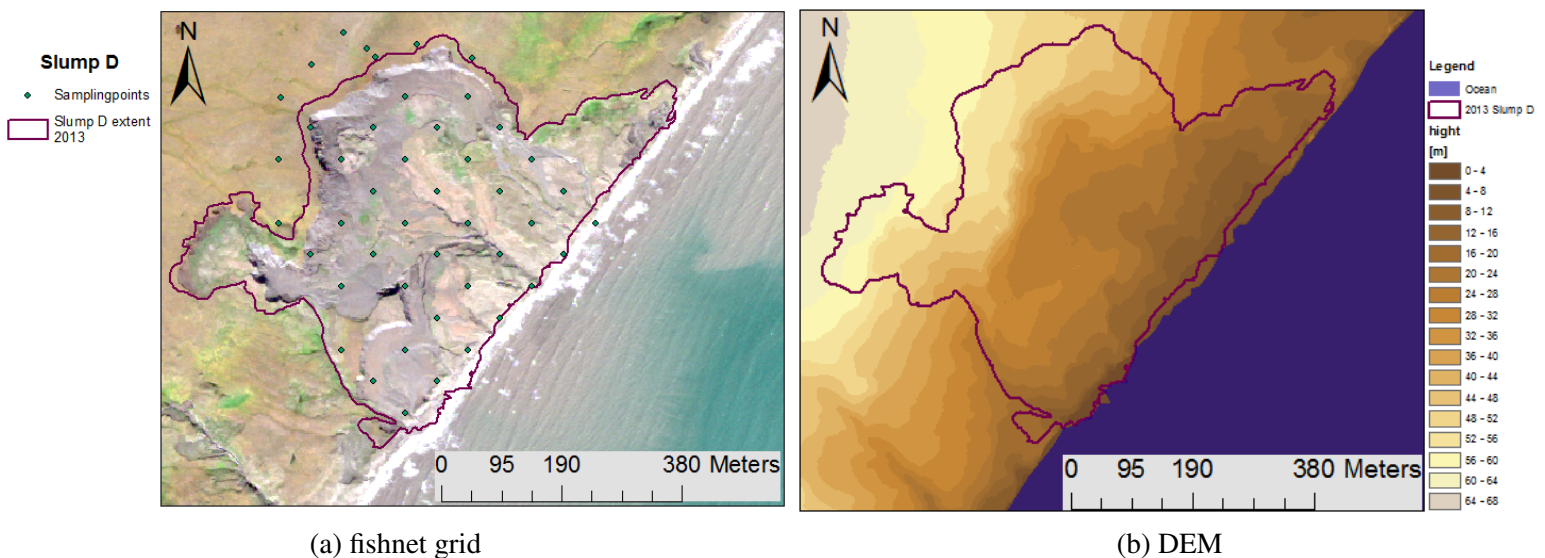 Slump D
Samplingpoints
Slump D extent
2013
N
0 95 190 380 Meters
(a) fishnet grid
N
0 95 190 380 Meters
Legend
Ocean
2013 Slump D
hight
[m]
0 - 4
4 - 8
8 - 12
12 - 16
16 - 20
20 - 24
24 - 28
28 - 32
32 - 36
36 - 40
40 - 44
44 - 48
48 - 52
52 - 56
56 - 60
60 - 64
64 - 68
(b) DEM